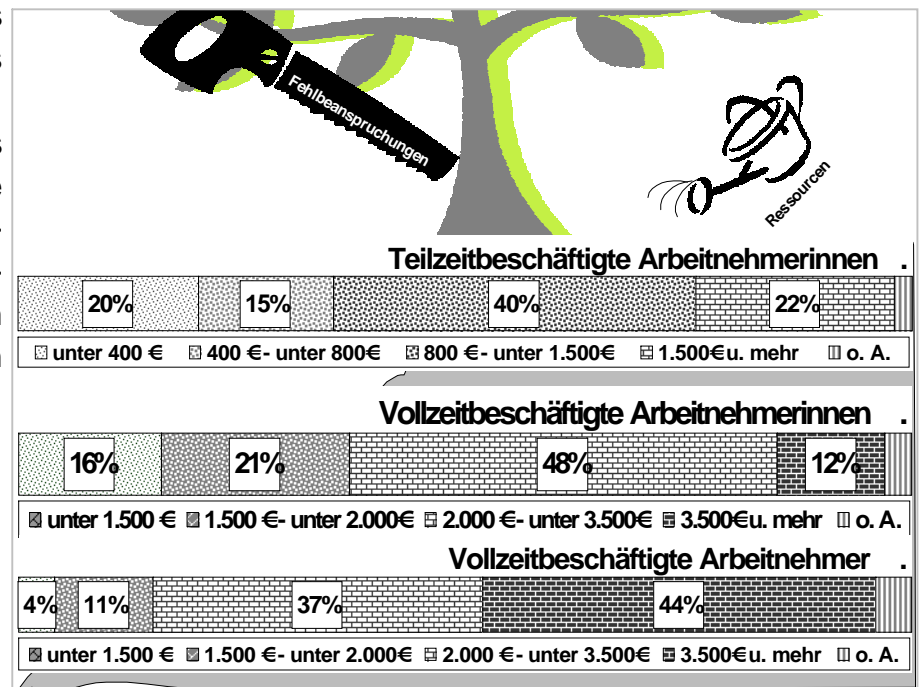 Fehlbeanspruchungen
Ressourcen
Teilzeitbeschäftigte Arbeitnehmerinnen .
20% 15% 40% 22%
unter 400 € 400 €- unter 800€ 800 €- unter 1.500€ 1.500€u. mehr o. A.
Vollzeitbeschäftigte Arbeitnehmerinnen .
16% 21% 48% 12%
unter 1.500 € 1.500 €- unter 2.000€ 2.000 €- unter 3.500€ 3.500€u. mehr o. A.
Vollzeitbeschäftigte Arbeitnehmer .
4% 11% 37% 44%
unter 1.500 € 1.500 €- unter 2.000€ 2.000 €- unter 3.500€ 3.500€u. mehr o. A.